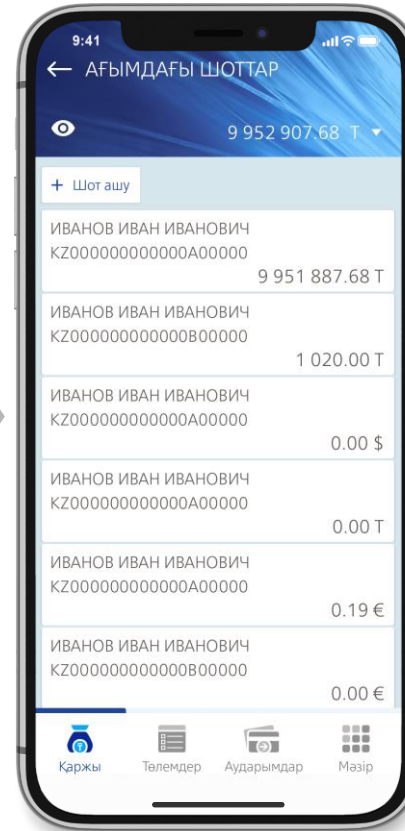 9:41
← АҒЫМДАҒЫ ШОТТАР
9 952 907.68 Т ▼
+ Шот ашу
ИВАНОВ ИВАН ИВАНОВИЧ
KZ000000000000A00000
9 951 887.68 Т
ИВАНОВ ИВАН ИВАНОВИЧ
KZ000000000000B00000
1 020.00 Т
ИВАНОВ ИВАН ИВАНОВИЧ
KZ000000000000A00000
0.00 $
ИВАНОВ ИВАН ИВАНОВИЧ
KZ000000000000A00000
0.00 Т
ИВАНОВ ИВАН ИВАНОВИЧ
KZ000000000000A00000
0.19 €
ИВАНОВ ИВАН ИВАНОВИЧ
KZ000000000000B00000
0.00 €
Қаржы Төлемдер Аударымдар Мәзір